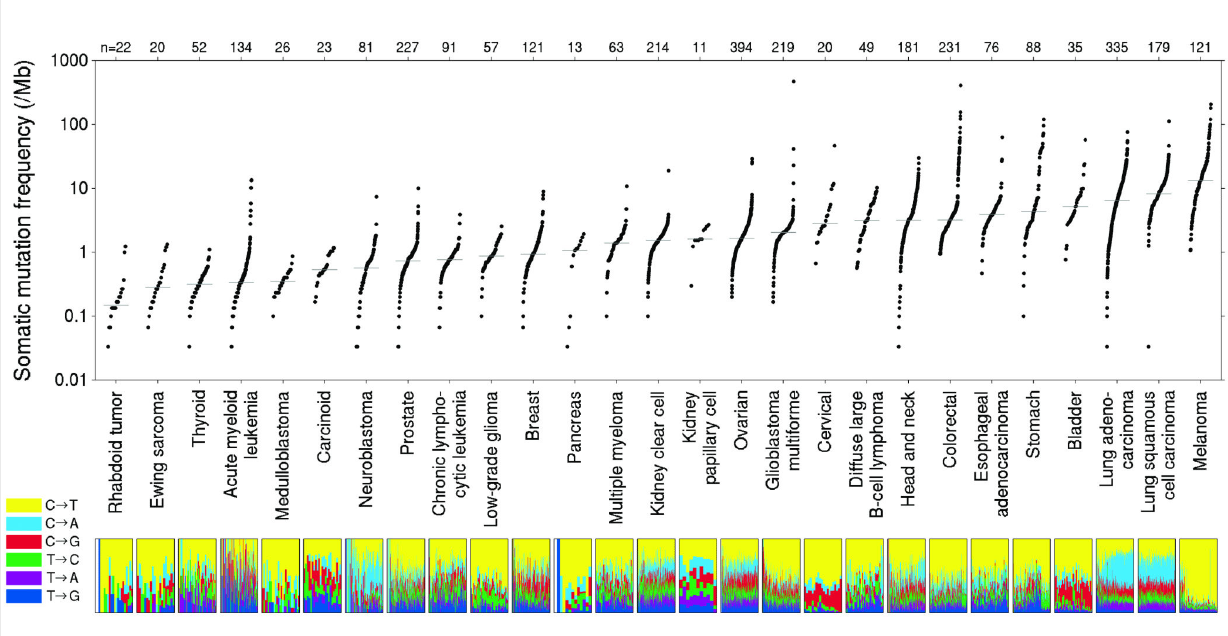 n=22 20 52 134 26 23 81 227 91 57 121 13 63 214 11 394 219 20 49 181 231 76 88 35 335 179 121
Somatic mutation frequency (/Mb)
1000
100
10
1
0.1
0.01
Rhabdoid tumor
Ewing sarcoma
Thyroid
Acute myeloid
leukemia
Medulloblastoma
Carcinoid
Neuroblastoma
Prostate
Chronic lympho-
cytic leukemia
Low-grade glioma
Breast
Pancreas
Multiple myeloma
Kidney clear cell
Kidney
papillary cell
Ovarian
Glioblastoma
multiforme
Cervical
Diffuse large
B-cell lymphoma
Head and neck
Colorectal
Esophageal
adenocarcinoma
Stomach
Bladder
Lung adeno-
carcinoma
Lung squamous
cell carcinoma
Melanoma
C→T
C→A
C→G
T→C
T→A
T→G